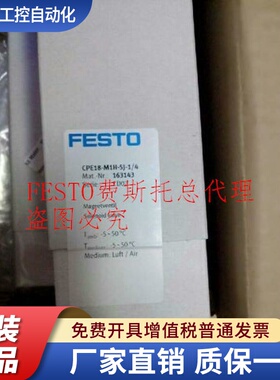 工控自动化
FESTO
CPE18-M1H-5J-1/4
Mat. Nr. 163143
FESTO费斯托总代理
盗图必究
Magnetventil
-5 - 50 °C
-5 - 50 °C
Medium: Luft / Air
装
品
免费开具增值税普通发票
厂家直销 质量保证